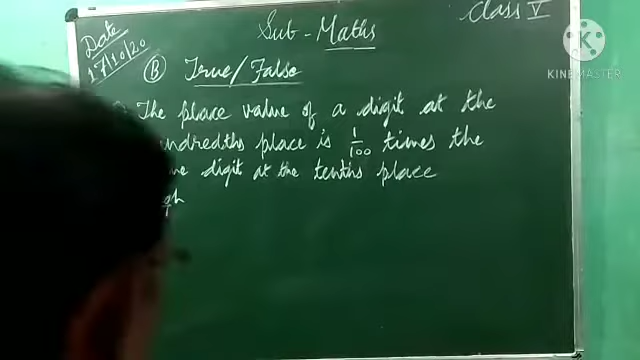 Sub - Maths
Class V
Date
17/10/20
(B) True/False
The place value of a digit at the
hundredths place is 1/100 times the
digit at the tenths place
KINEMASTER